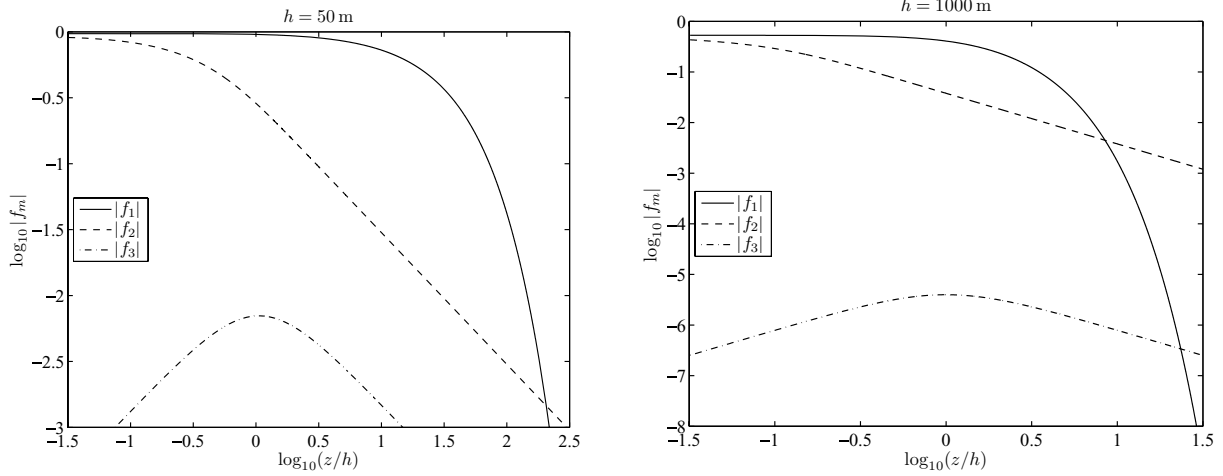 h = 50 m
log₁₀ |fₘ|
0
−0.5
−1
−1.5
−2
−2.5
−3
|f₁|
|f₂|
|f₃|
−1.5 −1 −0.5 0 0.5 1 1.5 2 2.5
log₁₀(z/h)
h = 1000 m
log₁₀ |fₘ|
0
−1
−2
−3
−4
−5
−6
−7
−8
|f₁|
|f₂|
|f₃|
−1.5 −1 −0.5 0 0.5 1 1.5
log₁₀(z/h)